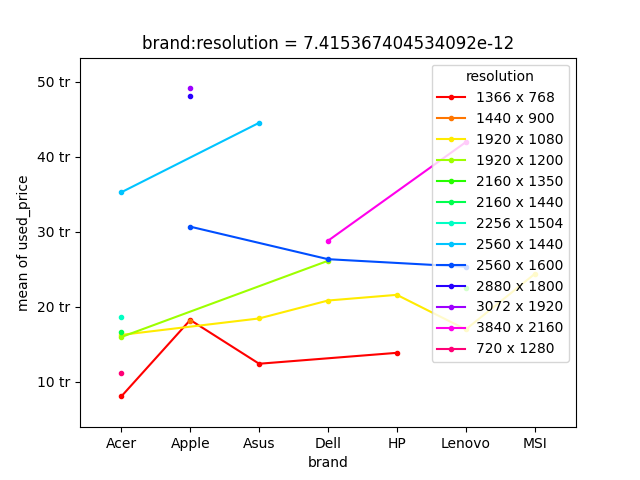 brand:resolution = 7.415367404534092e-12
mean of used_price
50 tr
40 tr
30 tr
20 tr
10 tr
resolution
1366 x 768
1440 x 900
1920 x 1080
1920 x 1200
2160 x 1350
2160 x 1440
2256 x 1504
2560 x 1440
2560 x 1600
2880 x 1800
3072 x 1920
3840 x 2160
720 x 1280
Acer Apple Asus Dell HP Lenovo MSI
brand